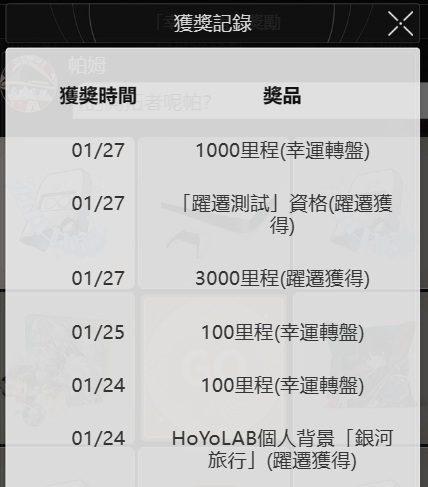 獲獎記錄
帕姆
獲獎時間 獎品
01/27 1000里程(幸運轉盤)
01/27 「躍遷測試」資格(躍遷獲
得)
01/27 3000里程(躍遷獲得)
01/25 100里程(幸運轉盤)
01/24 100里程(幸運轉盤)
01/24 HoYoLAB個人背景「銀河
旅行」(躍遷獲得)